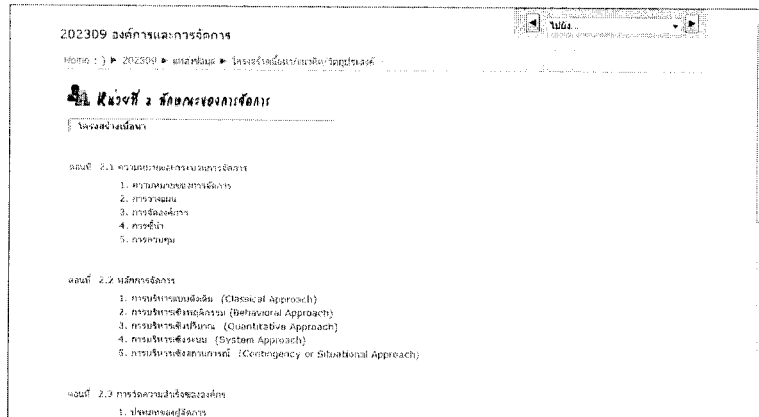 202309 องค์การและการจัดการ
ไปยัง...
Home :) ► 202309 ► แหล่งข้อมูล ► โครงสร้างเนื้อหา/แนวคิด/วัตถุประสงค์
หน่วยที่ 2 ลักษณะของการจัดการ
โครงสร้างเนื้อหา
ตอนที่ 2.1 ความหมายและกระบวนการจัดการ
1. ความหมายของการจัดการ
2. การวางแผน
3. การจัดองค์การ
4. การชี้นำ
5. การควบคุม
ตอนที่ 2.2 หลักการจัดการ
1. การบริหารแบบดั้งเดิม (Classical Approach)
2. การบริหารเชิงพฤติกรรม (Behavioral Approach)
3. การบริหารเชิงปริมาณ (Quantitative Approach)
4. การบริหารเชิงระบบ (System Approach)
5. การบริหารเชิงสถานการณ์ (Contingency or Situational Approach)
ตอนที่ 2.3 การวัดความสำเร็จขององค์กร
1. ประเภทของผู้จัดการ